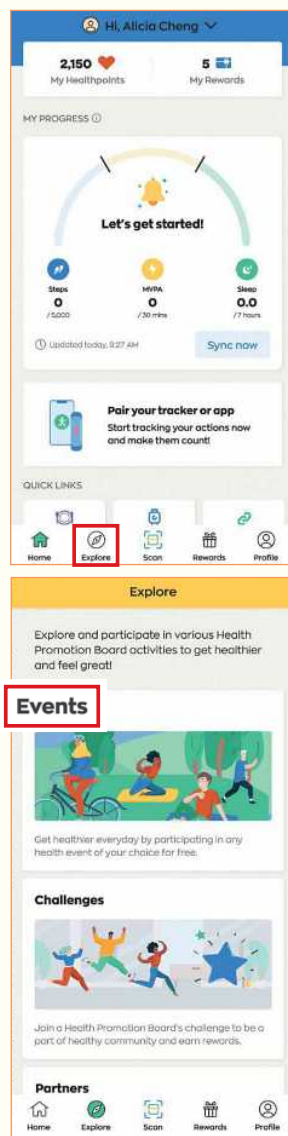 Hi, Alicia Cheng
2,150
5
My Healthpoints
My Rewards
MY PROGRESS
Let's get started!
Steps
MVPA
Sleep
0
0
0.0
/5,000
/30 mins
/7 hours
Updated today, 9:27 AM
Sync now
Pair your tracker or app
Start tracking your actions now
and make them count!
QUICK LINKS
Home
Explore
Scan
Rewards
Profile
Explore
Explore and participate in various Health
Promotion Board activities to get healthier
and feel great!
Events
Get healthier everyday by participating in any
health event of your choice for free.
Challenges
Join a Health Promotion Board's challenge to be a
part of healthy community and earn rewards.
Partners
Home
Explore
Scan
Rewards
Profile